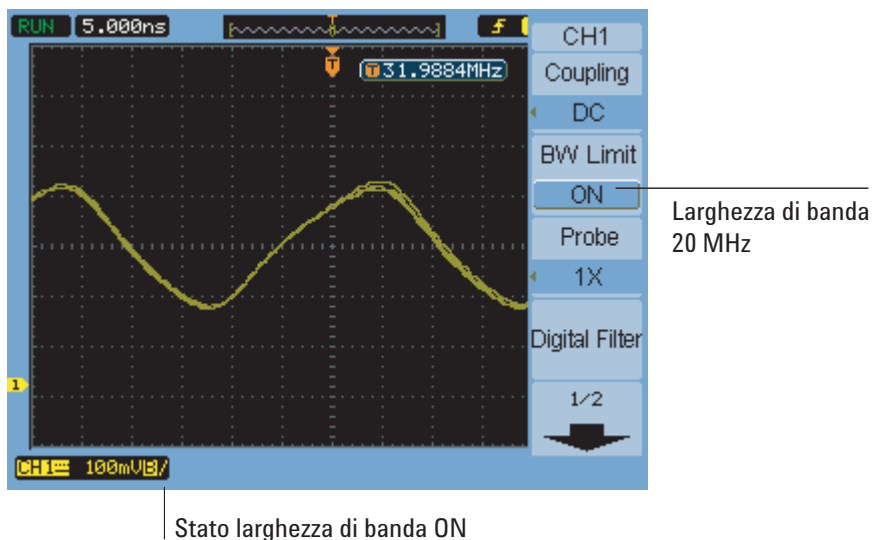 RUN 5.000ns
T
T
T 31.9884MHz
CH1
Coupling
DC
BW Limit
ON
Probe
1X
Digital Filter
1/2
1
CH1 100mVB/
Larghezza di banda
20 MHz
Stato larghezza di banda ON